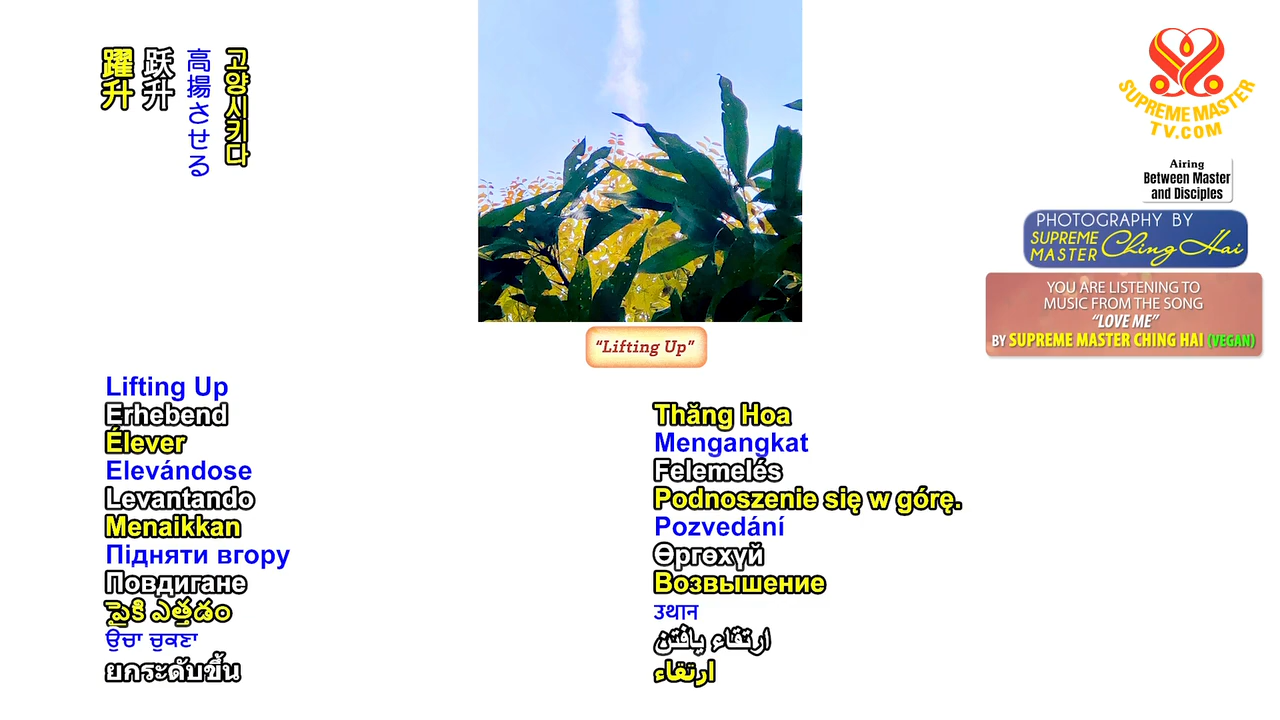 躍升
跃升
高揚させる
고양시키다
SUPREME MASTER
TV.COM
Airing
Between Master
and Disciples
PHOTOGRAPHY BY
SUPREME
MASTER
Ching Hai
YOU ARE LISTENING TO
MUSIC FROM THE SONG
“LOVE ME”
BY SUPREME MASTER CHING HAI (VEGAN)
“Lifting Up”
Lifting Up
Erhebend
Élever
Elevándose
Levantando
Menaikkan
Підняти вгору
Повдигане
పైకి ఎత్తడం
ਉਚਾ ਚੁਕਣਾ
ยกระดับขึ้น
Thăng Hoa
Mengangkat
Felemelés
Podnoszenie się w górę.
Pozvedání
Өргөхүй
Возвышение
उथान
ارتقاء یافتن
ارتقاء